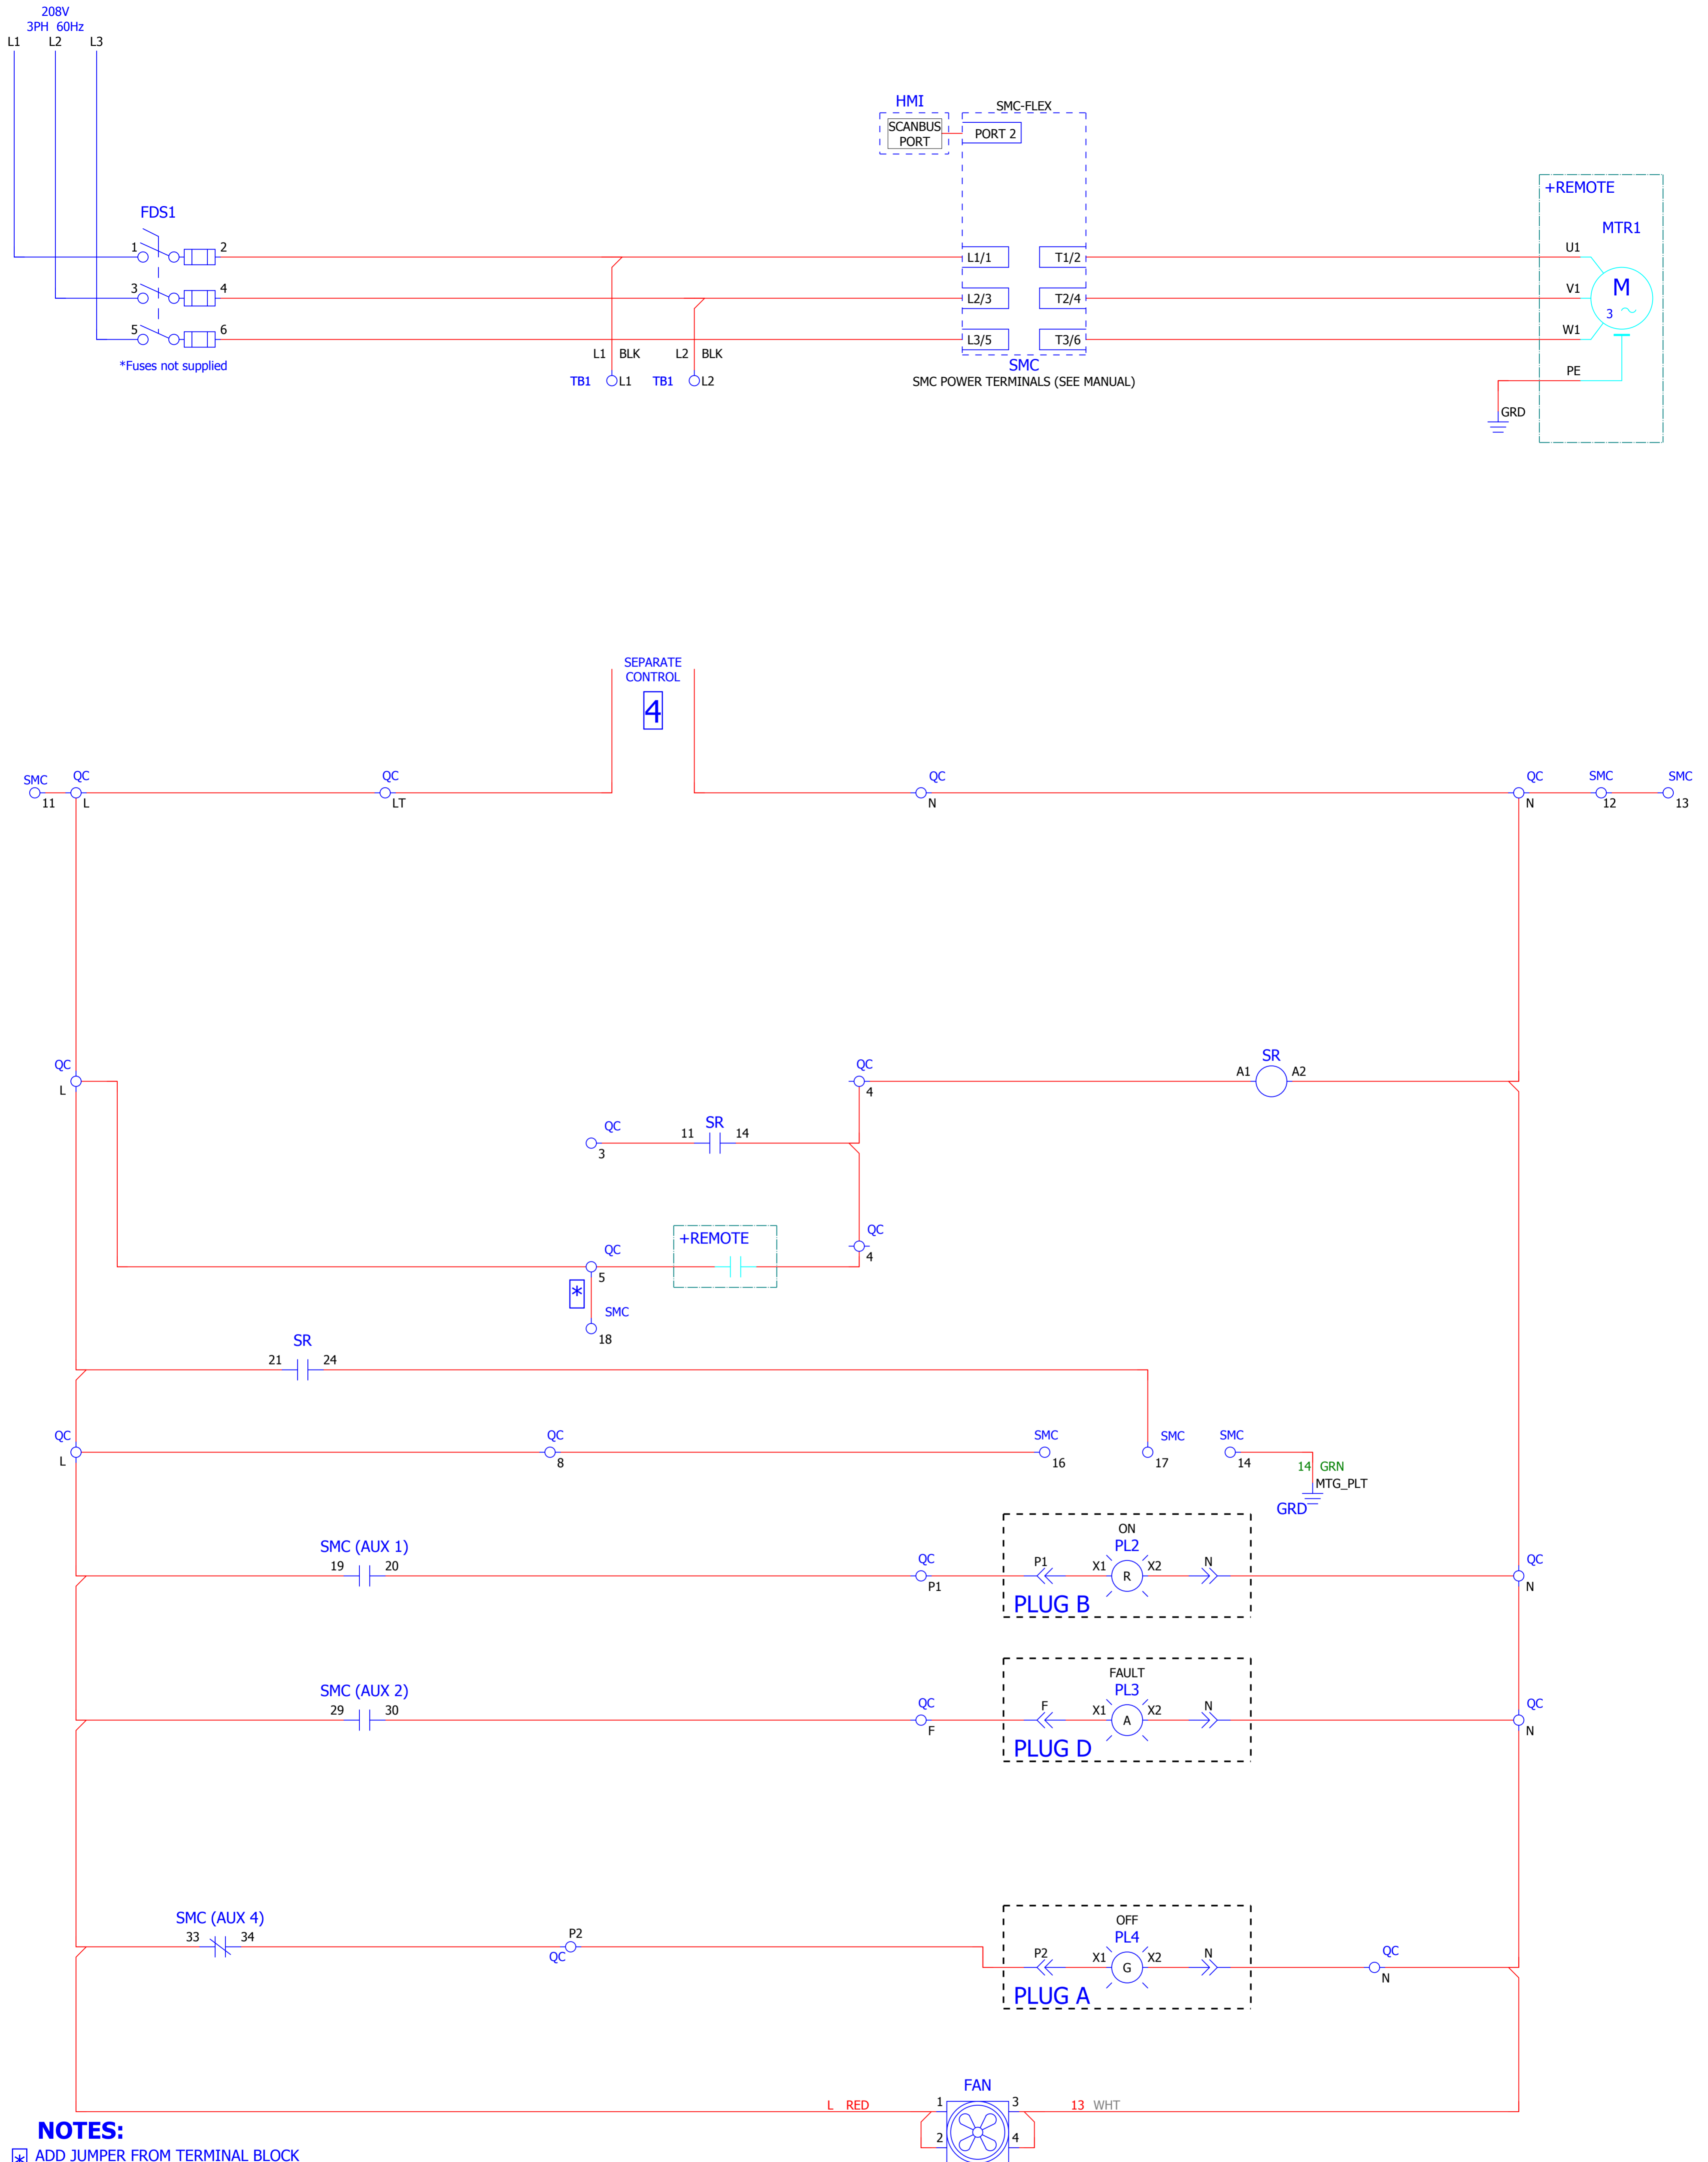 208V
3PH 60Hz
L1 L2 L3
HMI
SMC-FLEX
SCANBUS
PORT
PORT 2
+REMOTE
FDS1
MTR1
1 2 L1/1 T1/2 U1
3 4 L2/3 T2/4 V1
M
3
5 6 L3/5 T3/6 W1
*Fuses not supplied
L1 BLK L2 BLK
SMC
PE
TB1 L1 TB1 L2
SMC POWER TERMINALS (SEE MANUAL)
GRD
SEPARATE
CONTROL
4
SMC QC QC QC QC SMC SMC
11 L LT N N 12 13
QC QC SR
A1 A2
L 4
QC SR
11 14
3
QC
+REMOTE
4
QC
5
*
SMC
18
SR
21 24
QC QC SMC SMC SMC
L 8 16 17 14
14 GRN
MTG_PLT
GRD
ON
SMC (AUX 1) PL2
19 20 QC P1 X1 R X2 N QC
P1 N
PLUG B
FAULT
SMC (AUX 2) PL3
29 30 QC F X1 A X2 N QC
F N
PLUG D
SMC (AUX 4) OFF
33 34 P2 PL4
QC P2 X1 G X2 N QC
N
PLUG A
FAN
L RED 1 3 13 WHT
2 4
NOTES:
* ADD JUMPER FROM TERMINAL BLOCK